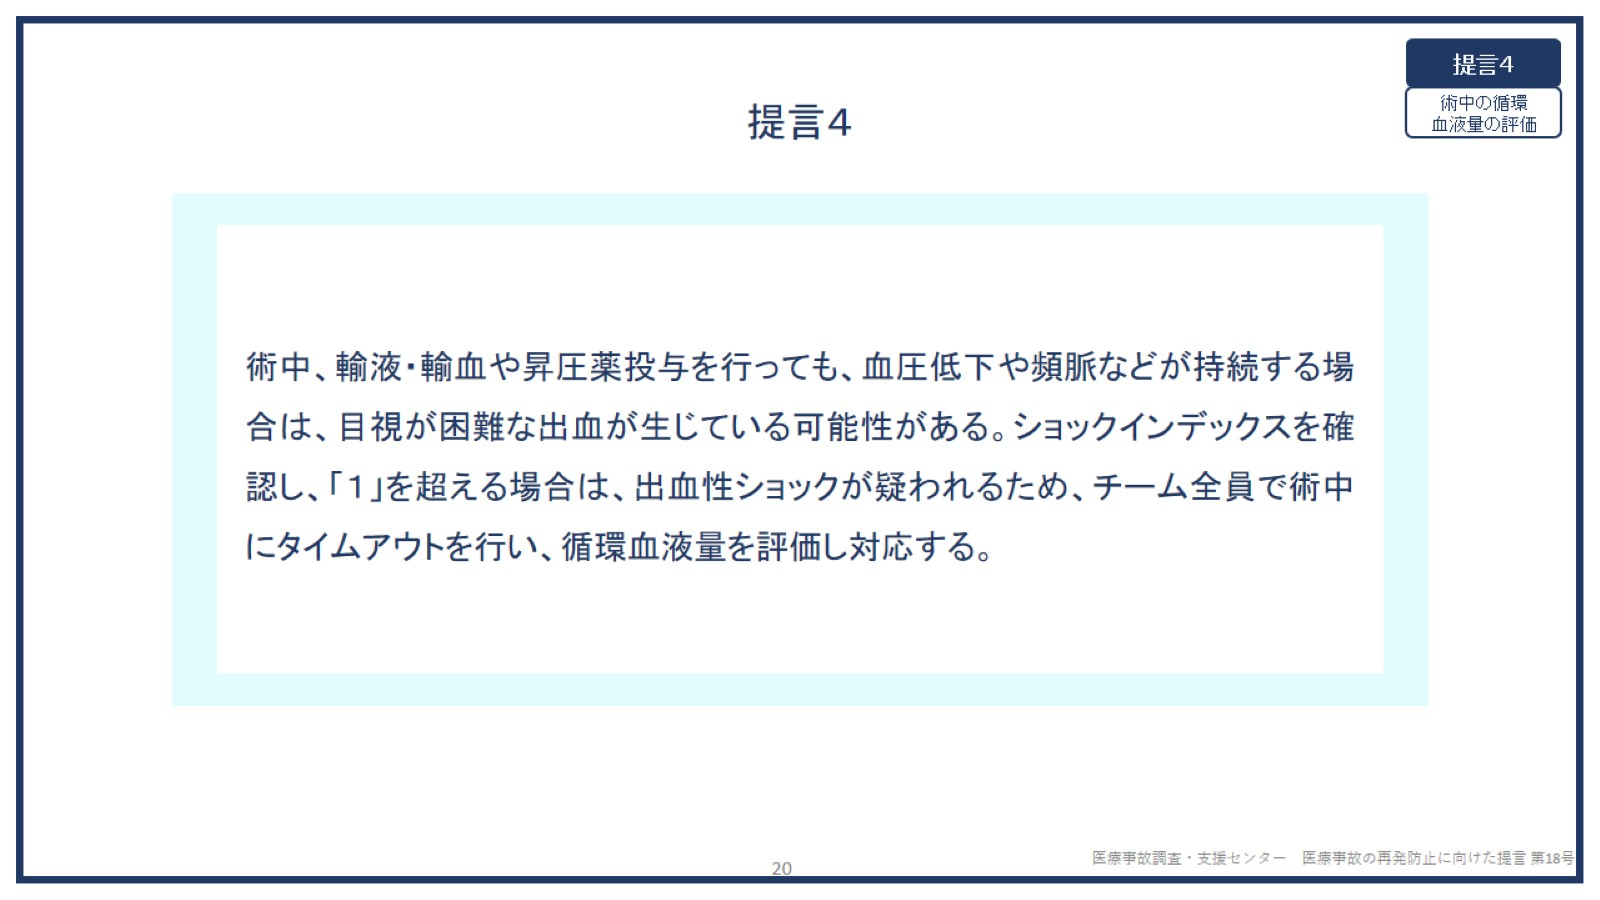 提言4
術中の循環
血液量の評価
提言4
術中、輸液・輸血や昇圧薬投与を行っても、血圧低下や頻脈などが持続する場
合は、目視が困難な出血が生じている可能性がある。ショックインデックスを確
認し、「１」を超える場合は、出血性ショックが疑われるため、チーム全員で術中
にタイムアウトを行い、循環血液量を評価し対応する。
20
医療事故調査・支援センター　医療事故の再発防止に向けた提言 第18号